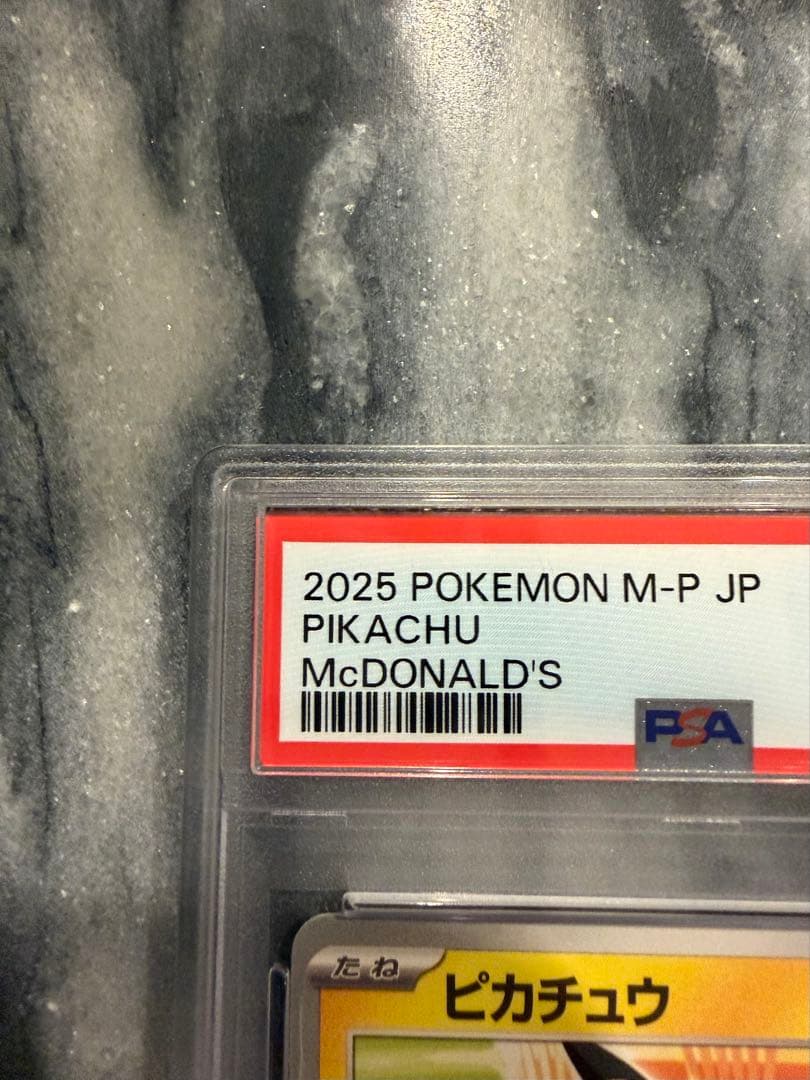 2025 POKEMON M-P JP
PIKACHU
McDONALD'S
PSA
たね
ピカチュウ